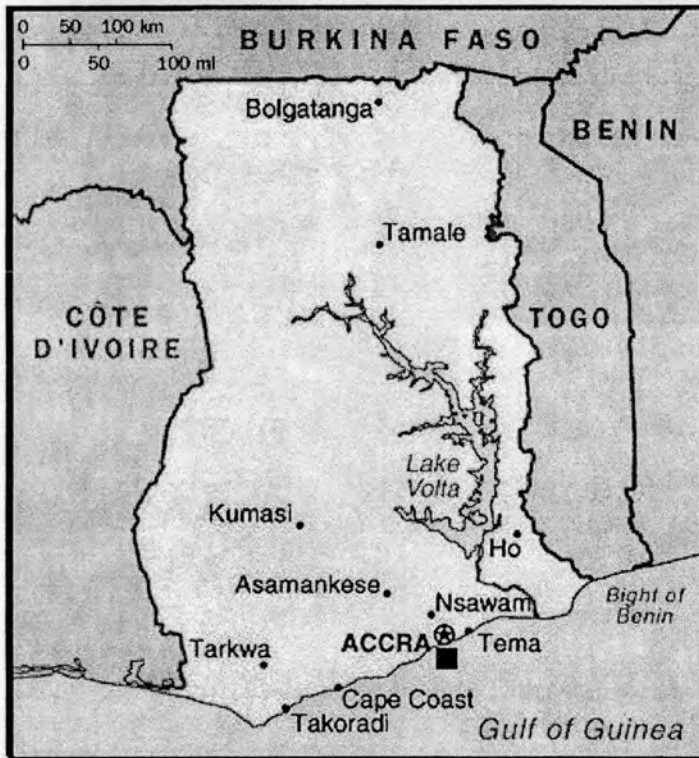 0 50 100 km
0 50 100 ml
BURKINA FASO
Bolgatanga
BENIN
Tamale
CÔTE
D'IVOIRE
TOGO
Lake
Volta
Kumasi
Ho
Asamankese
Nsawam
Bight of
Benin
ACCRA
Tema
Tarkwa
Cape Coast
Takoradi
Gulf of Guinea